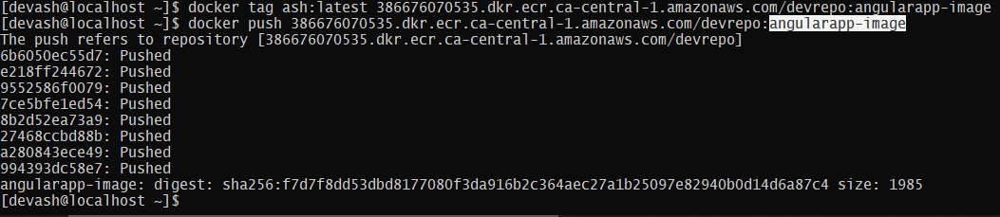 [devash@localhost ~]$ docker tag ash:latest 386676070535.dkr.ecr.ca-central-1.amazonaws.com/devrepo:angularapp-image
[devash@localhost ~]$ docker push 386676070535.dkr.ecr.ca-central-1.amazonaws.com/devrepo:angularapp-image
The push refers to repository [386676070535.dkr.ecr.ca-central-1.amazonaws.com/devrepo]
6b6050ec55d7: Pushed
e218ff244672: Pushed
9552586f0079: Pushed
7ce5bfe1ed54: Pushed
8b2d52ea73a9: Pushed
27468ccbd88b: Pushed
a280843ece49: Pushed
994393dc58e7: Pushed
angularapp-image: digest: sha256:f7d7f8dd53dbd8177080f3da916b2c364aec27a1b25097e82940b0d14d6a87c4 size: 1985
[devash@localhost ~]$